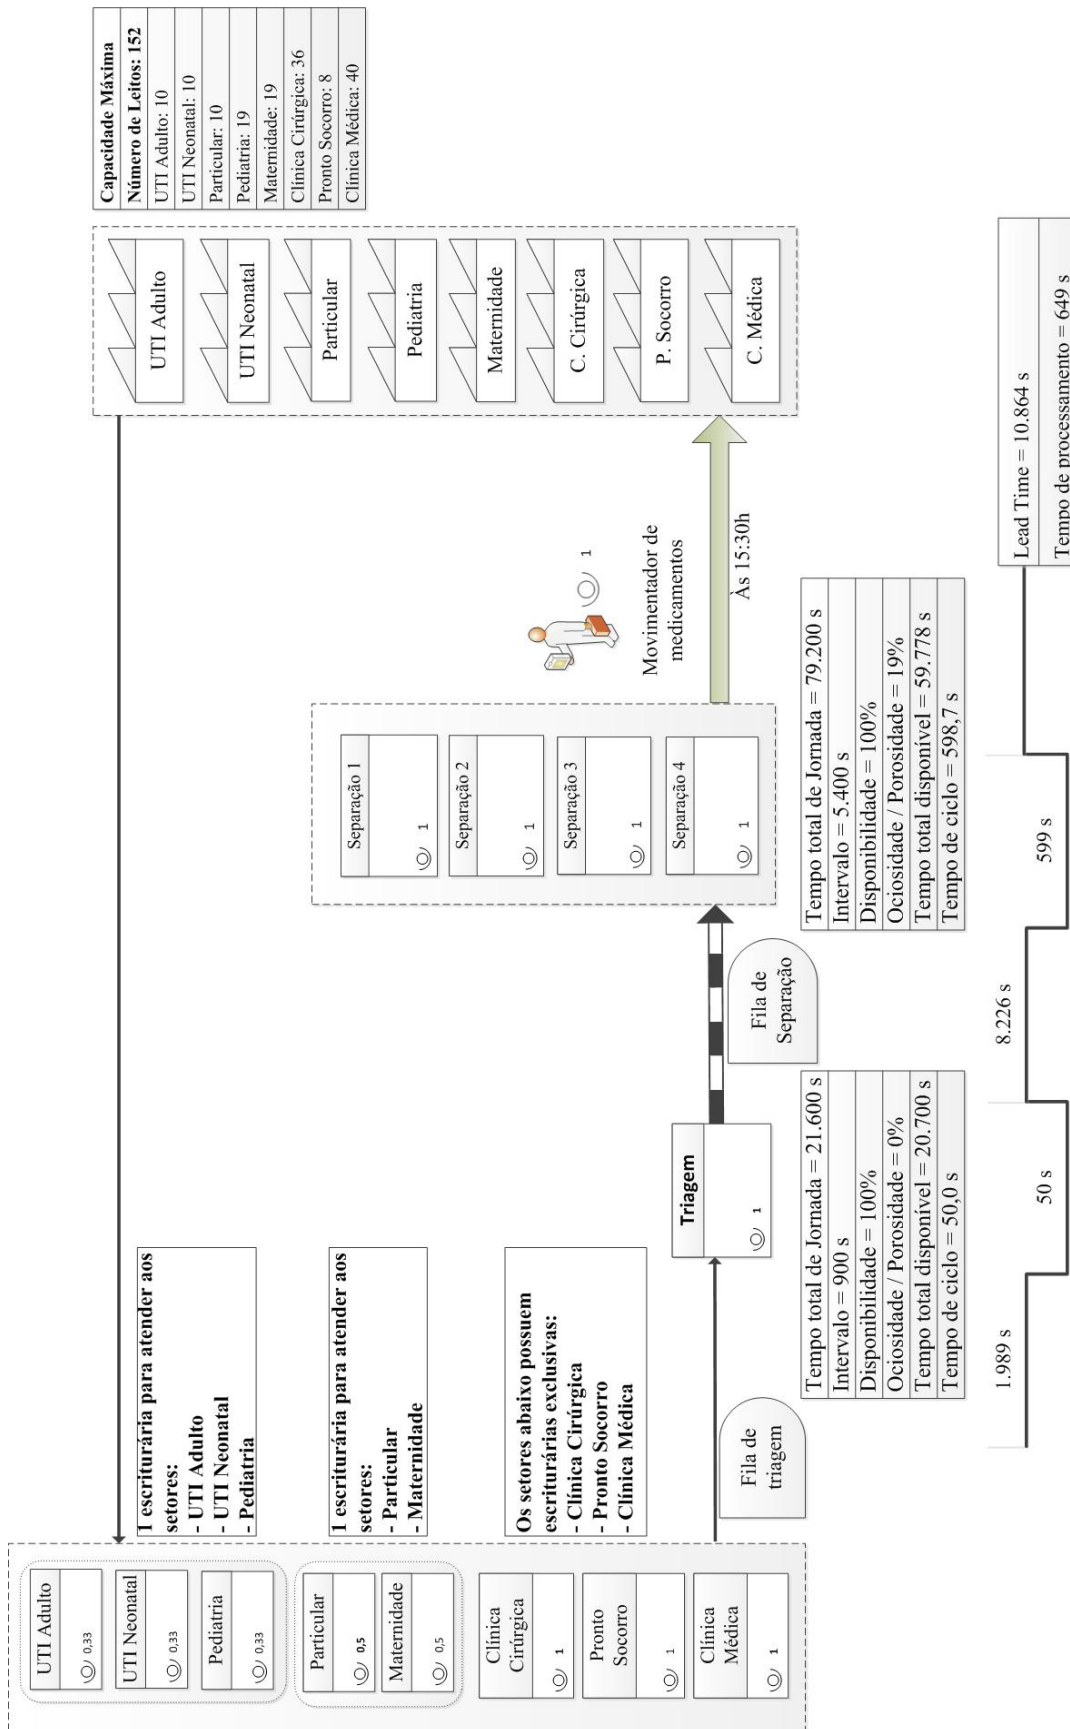 UTI Adulto
0,33
UTI Neonatal
0,33
Pediatria
0,33
Particular
0,5
Maternidade
0,5
Clínica
Cirúrgica
1
Pronto
Socorro
1
Clínica
Médica
1
1 escriturária para atender aos
setores:
- UTI Adulto
- UTI Neonatal
- Pediatria
1 escriturária para atender aos
setores:
- Particular
- Maternidade
Os setores abaixo possuem
escriturárias exclusivas:
- Clínica Cirúrgica
- Pronto Socorro
- Clínica Médica
Fila de
triagem
Triagem
1
Fila de
Separação
Separação 1
1
Separação 2
1
Separação 3
1
Separação 4
1
Movimentador de
medicamentos
1
Às 15:30h
UTI Adulto
UTI Neonatal
Particular
Pediatria
Maternidade
C. Cirúrgica
P. Socorro
C. Médica
Capacidade Máxima
Número de Leitos: 152
UTI Adulto: 10
UTI Neonatal: 10
Particular: 10
Pediatria: 19
Maternidade: 19
Clínica Cirúrgica: 36
Pronto Socorro: 8
Clínica Médica: 40
Tempo total de Jornada = 21.600 s
Intervalo = 900 s
Disponibilidade = 100%
Ociosidade / Porosidade = 0%
Tempo total disponível = 20.700 s
Tempo de ciclo = 50,0 s
Tempo total de Jornada = 79.200 s
Intervalo = 5.400 s
Disponibilidade = 100%
Ociosidade / Porosidade = 19%
Tempo total disponível = 59.778 s
Tempo de ciclo = 598,7 s
1.989 s
50 s
8.226 s
599 s
Lead Time = 10.864 s
Tempo de processamento = 649 s